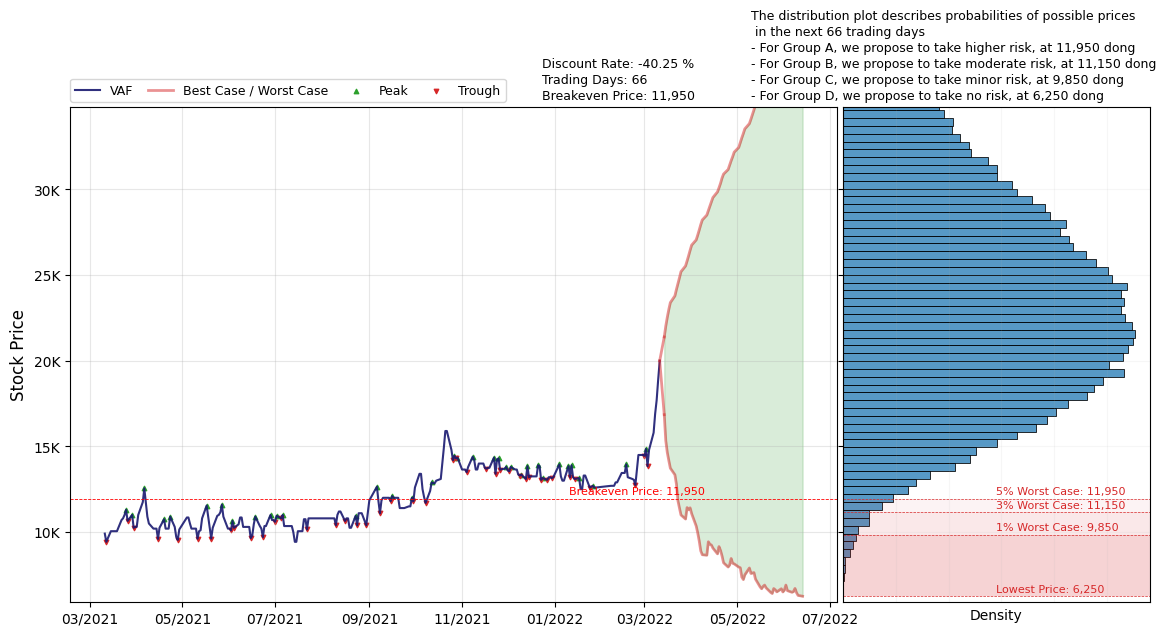 The distribution plot describes probabilities of possible prices
in the next 66 trading days
- For Group A, we propose to take higher risk, at 11,950 dong
- For Group B, we propose to take moderate risk, at 11,150 dong
- For Group C, we propose to take minor risk, at 9,850 dong
- For Group D, we propose to take no risk, at 6,250 dong
Discount Rate: -40.25 %
Trading Days: 66
Breakeven Price: 11,950
VAF
Best Case / Worst Case
Peak
Trough
Stock Price
30K
25K
20K
15K
10K
Breakeven Price: 11,950
5% Worst Case: 11,950
3% Worst Case: 11,150
1% Worst Case: 9,850
Lowest Price: 6,250
03/2021
05/2021
07/2021
09/2021
11/2021
01/2022
03/2022
05/2022
07/2022
Density